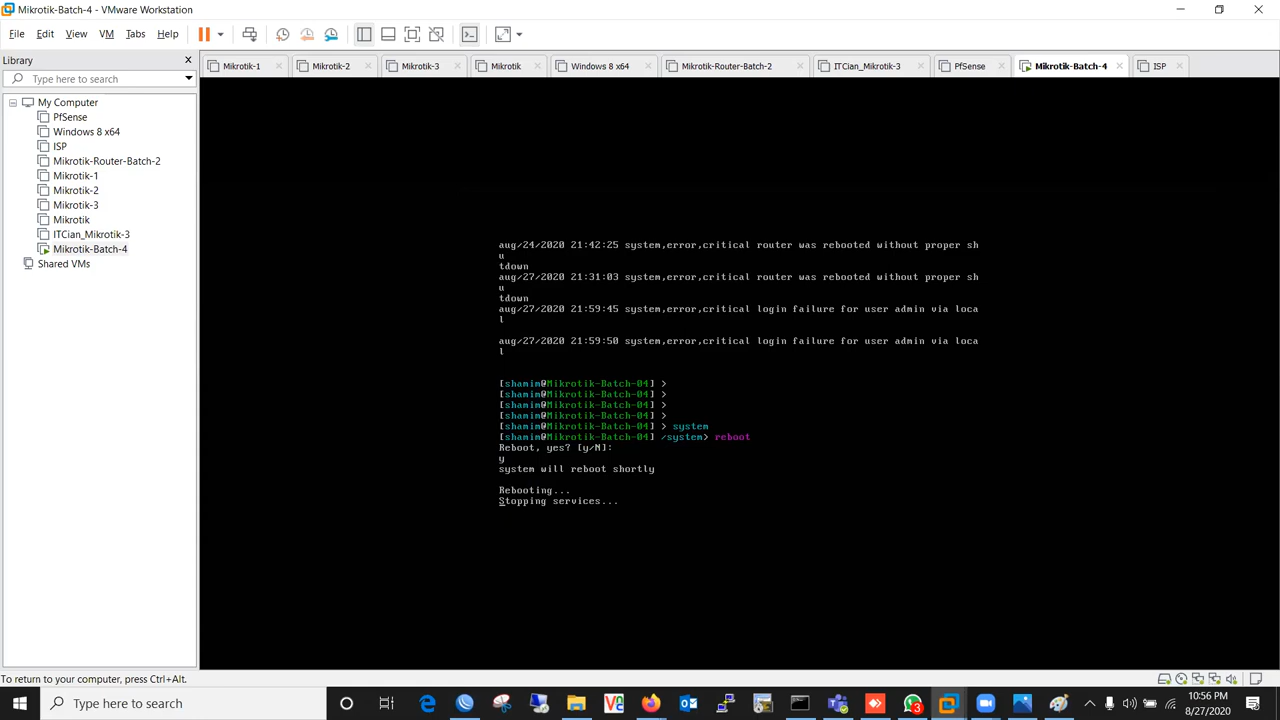 Mikrotik-Batch-4 - VMware Workstation
File Edit View VM Tabs Help
Library
Type here to search
Mikrotik-1 Mikrotik-2 Mikrotik-3 Mikrotik Windows 8 x64 Mikrotik-Router-Batch-2 ITCian_Mikrotik-3 PfSense Mikrotik-Batch-4 ISP
My Computer
PfSense
Windows 8 x64
ISP
Mikrotik-Router-Batch-2
Mikrotik-1
Mikrotik-2
Mikrotik-3
Mikrotik
ITCian_Mikrotik-3
Mikrotik-Batch-4
Shared VMs
aug/24/2020 21:42:25 system,error,critical router was rebooted without proper sh
u
tdown
aug/27/2020 21:31:03 system,error,critical router was rebooted without proper sh
u
tdown
aug/27/2020 21:59:45 system,error,critical login failure for user admin via loca
l
aug/27/2020 21:59:50 system,error,critical login failure for user admin via loca
l
[shamim@Mikrotik-Batch-04] >
[shamim@Mikrotik-Batch-04] >
[shamim@Mikrotik-Batch-04] >
[shamim@Mikrotik-Batch-04] >
[shamim@Mikrotik-Batch-04] > system
[shamim@Mikrotik-Batch-04] /system> reboot
Reboot, yes? [y/N]:
y
system will reboot shortly
Rebooting...
Stopping services...
To return to your computer, press Ctrl+Alt.
Type here to search
3
10:56 PM
8/27/2020